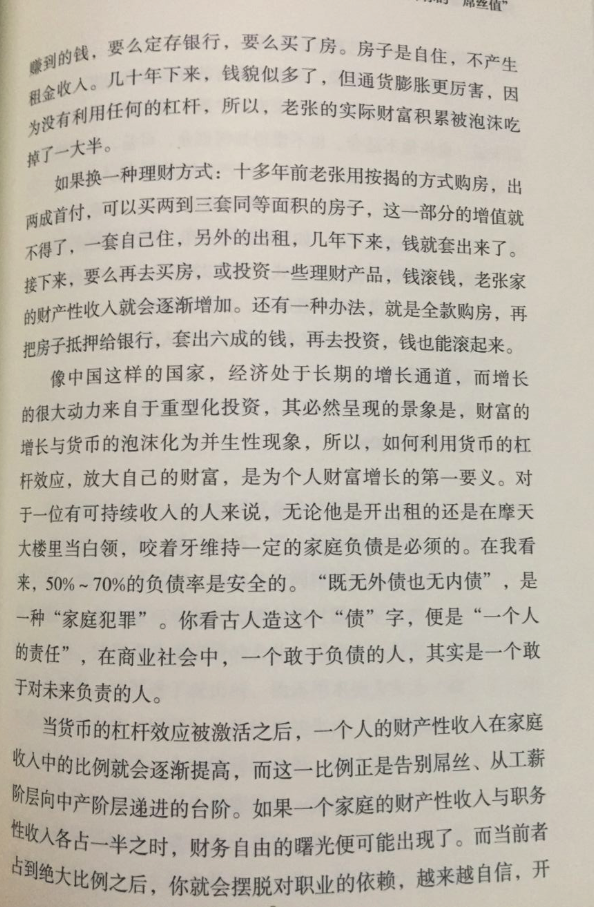 的“屌丝值”
赚到的钱，要么定存银行，要么买了房。房子是自住，不产生
租金收入。几十年下来，钱貌似多了，但通货膨胀更厉害，因
为没有利用任何的杠杆，所以，老张的实际财富积累被泡沫吃
掉了一大半。
如果换一种理财方式：十多年前老张用按揭的方式购房，出
两成首付，可以买两到三套同等面积的房子，这一部分的增值就
不得了，一套自己住，另外的出租，几年下来，钱就套出来了。
接下来，要么再去买房，或投资一些理财产品，钱滚钱，老张家
的财产性收入就会逐渐增加。还有一种办法，就是全款购房，再
把房子抵押给银行，套出六成的钱，再去投资，钱也能滚起来。
像中国这样的国家，经济处于长期的增长通道，而增长
的很大动力来自于重型化投资，其必然呈现的景象是，财富的
增长与货币的泡沫化为并生性现象，所以，如何利用货币的杠
杆效应，放大自己的财富，是为个人财富增长的第一要义。对
于一位有可持续收入的人来说，无论他是开出租的还是在摩天
大楼里当白领，咬着牙维持一定的家庭负债是必须的。在我看
来，50%~70%的负债率是安全的。“既无外债也无内债”，是
一种“家庭犯罪”。你看古人造这个“债”字，便是“一个人
的责任”，在商业社会中，一个敢于负债的人，其实是一个敢
于对未来负责的人。
当货币的杠杆效应被激活之后，一个人的财产性收入在家庭
收入中的比例就会逐渐提高，而这一比例正是告别屌丝、从工薪
阶层向中产阶层递进的台阶。如果一个家庭的财产性收入与职务
性收入各占一半之时，财务自由的曙光便可能出现了。而当前者
占到绝大比例之后，你就会摆脱对职业的依赖，越来越自信，开